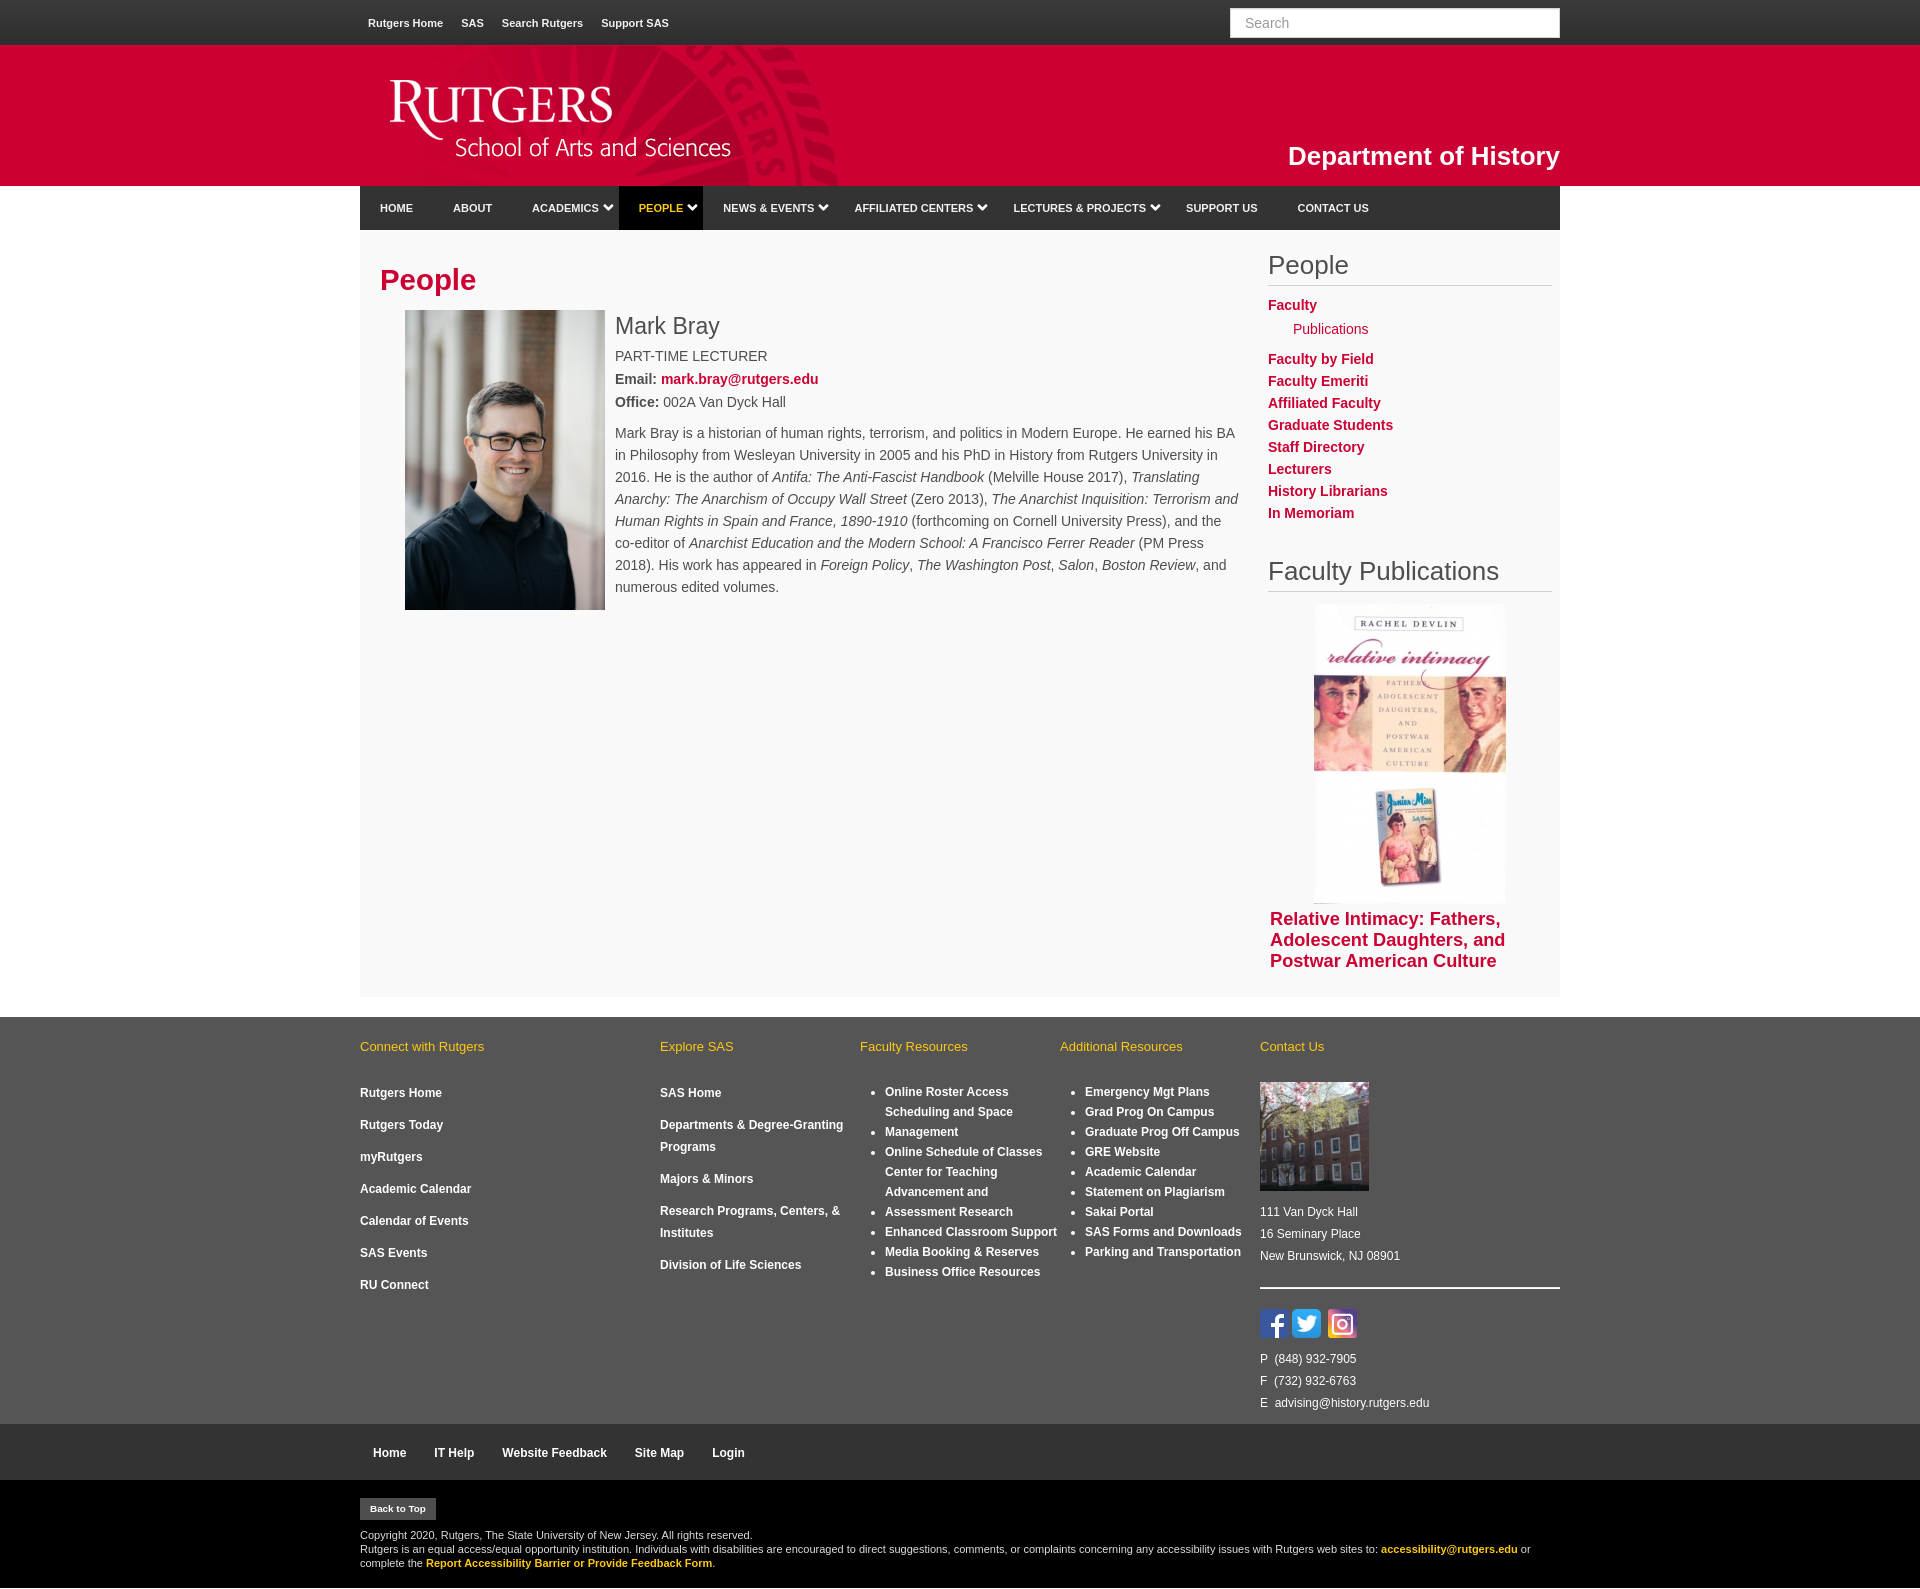 Rutgers Home SAS Search Rutgers Support SAS
Search
RUTGERS
RUTGERS
School of Arts and Sciences
Department of History
HOME ABOUT ACADEMICS PEOPLE NEWS & EVENTS AFFILIATED CENTERS LECTURES & PROJECTS SUPPORT US CONTACT US
People
Mark Bray
PART-TIME LECTURER
Email: mark.bray@rutgers.edu
Office: 002A Van Dyck Hall
Mark Bray is a historian of human rights, terrorism, and politics in Modern Europe. He earned his BA
in Philosophy from Wesleyan University in 2005 and his PhD in History from Rutgers University in
2016. He is the author of Antifa: The Anti-Fascist Handbook (Melville House 2017), Translating
Anarchy: The Anarchism of Occupy Wall Street (Zero 2013), The Anarchist Inquisition: Terrorism and
Human Rights in Spain and France, 1890-1910 (forthcoming on Cornell University Press), and the
co-editor of Anarchist Education and the Modern School: A Francisco Ferrer Reader (PM Press
2018). His work has appeared in Foreign Policy, The Washington Post, Salon, Boston Review, and
numerous edited volumes.
People
Faculty
Publications
Faculty by Field
Faculty Emeriti
Affiliated Faculty
Graduate Students
Staff Directory
Lecturers
History Librarians
In Memoriam
Faculty Publications
RACHEL DEVLIN
relative intimacy
FATHERS,
ADOLESCENT
DAUGHTERS,
AND
POSTWAR
AMERICAN
CULTURE
Junior Miss
Relative Intimacy: Fathers,
Adolescent Daughters, and
Postwar American Culture
Connect with Rutgers
Rutgers Home
Rutgers Today
myRutgers
Academic Calendar
Calendar of Events
SAS Events
RU Connect
Explore SAS
SAS Home
Departments & Degree-Granting
Programs
Majors & Minors
Research Programs, Centers, &
Institutes
Division of Life Sciences
Faculty Resources
Online Roster Access
Scheduling and Space
Management
Online Schedule of Classes
Center for Teaching
Advancement and
Assessment Research
Enhanced Classroom Support
Media Booking & Reserves
Business Office Resources
Additional Resources
Emergency Mgt Plans
Grad Prog On Campus
Graduate Prog Off Campus
GRE Website
Academic Calendar
Statement on Plagiarism
Sakai Portal
SAS Forms and Downloads
Parking and Transportation
Contact Us
111 Van Dyck Hall
16 Seminary Place
New Brunswick, NJ 08901
P (848) 932-7905
F (732) 932-6763
E advising@history.rutgers.edu
Home IT Help Website Feedback Site Map Login
Back to Top
Copyright 2020, Rutgers, The State University of New Jersey. All rights reserved.
Rutgers is an equal access/equal opportunity institution. Individuals with disabilities are encouraged to direct suggestions, comments, or complaints concerning any accessibility issues with Rutgers web sites to: accessibility@rutgers.edu or
complete the Report Accessibility Barrier or Provide Feedback Form.